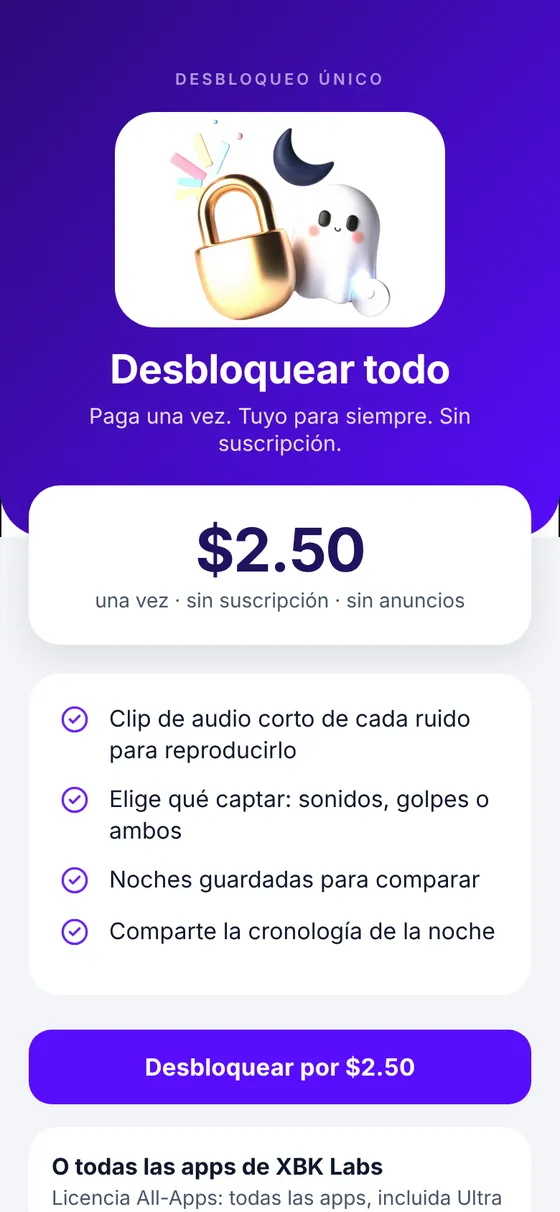 DESBLOQUEO ÚNICO
Desbloquear todo
Paga una vez. Tuyo para siempre. Sin
suscripción.
$2.50
una vez · sin suscripción · sin anuncios
Clip de audio corto de cada ruido
para reproducirlo
Elige qué captar: sonidos, golpes o
ambos
Noches guardadas para comparar
Comparte la cronología de la noche
Desbloquear por $2.50
O todas las apps de XBK Labs
Licencia All-Apps: todas las apps, incluida Ultra